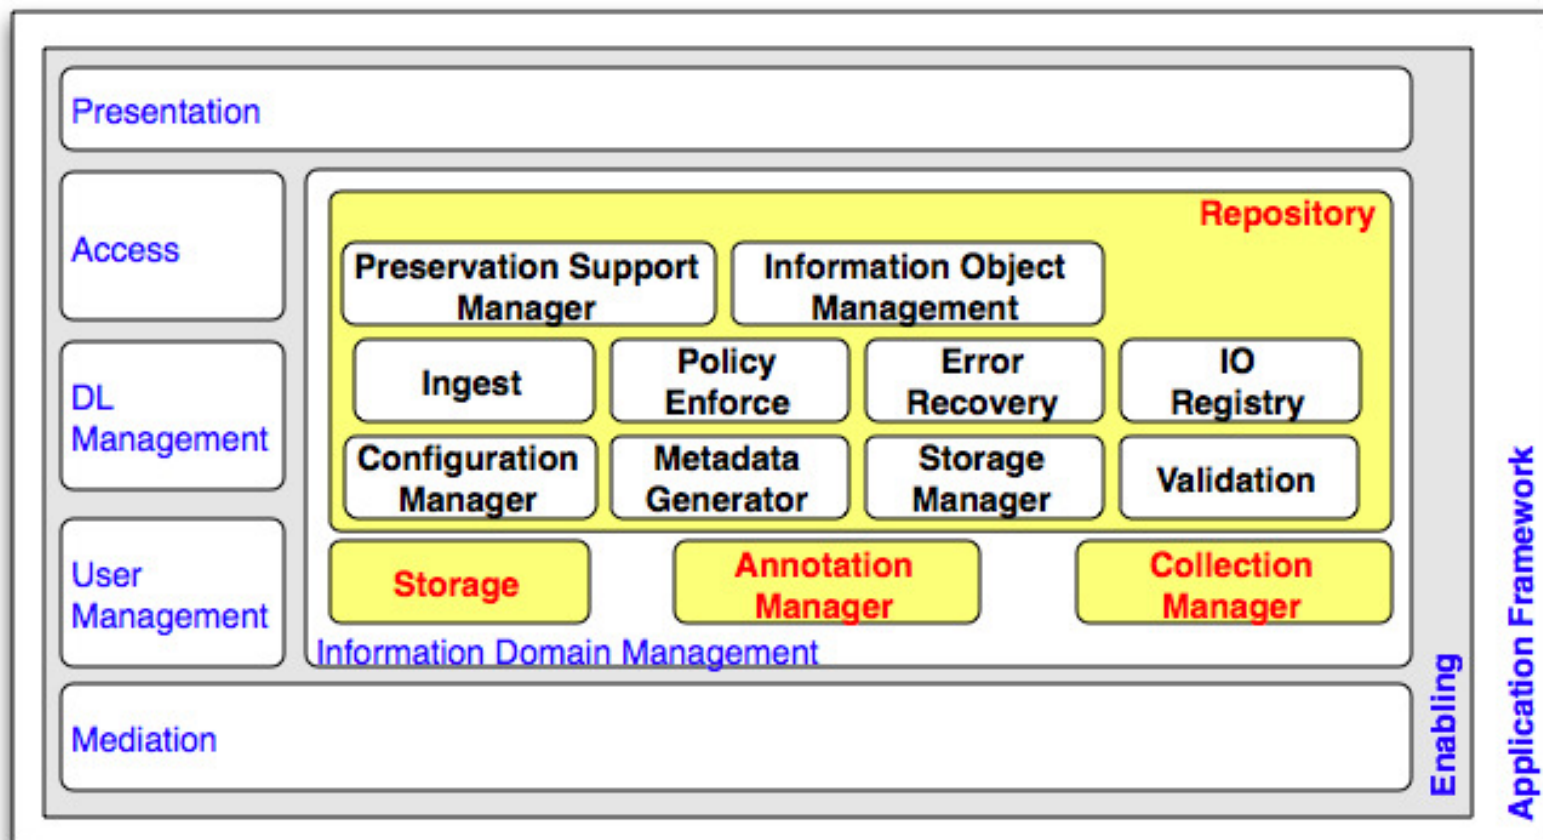 Presentation
Access
Repository
Preservation Support
Manager
Information Object
Management
Ingest
Policy
Enforce
Error
Recovery
IO
Registry
DL
Management
Configuration
Manager
Metadata
Generator
Storage
Manager
Validation
User
Management
Storage
Annotation
Manager
Collection
Manager
Information Domain Management
Mediation
Enabling
Application Framework